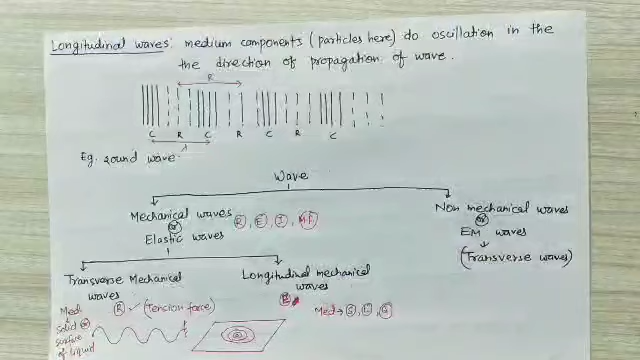 Longitudinal waves: medium components (particles here) do oscillation in the
the direction of propagation of wave.
R
C R C R C R C
λ
Eg. sound wave.
Wave
Mechanical waves
or
Elastic waves
R, E, I, MP
Non mechanical waves
or
EM waves
(Transverse waves)
Transverse Mechanical
waves
R ✓ (Tension force)
Longitudinal mechanical
waves
Med.
Solid or
surface
of liquid
Med → S, L, G